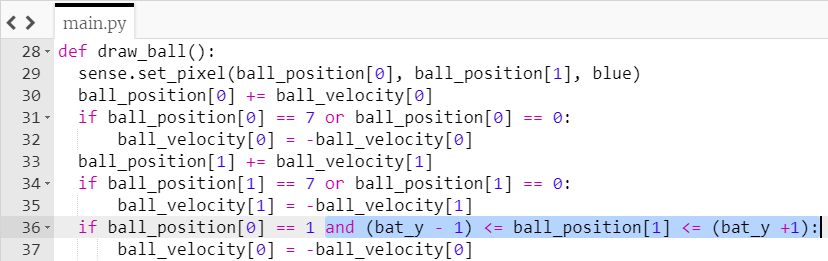 main.py
28 def draw_ball():
29 sense.set_pixel(ball_position[0], ball_position[1], blue)
30 ball_position[0] += ball_velocity[0]
31 if ball_position[0] == 7 or ball_position[0] == 0:
32 ball_velocity[0] = -ball_velocity[0]
33 ball_position[1] += ball_velocity[1]
34 if ball_position[1] == 7 or ball_position[1] == 0:
35 ball_velocity[1] = -ball_velocity[1]
36 if ball_position[0] == 1 and (bat_y - 1) <= ball_position[1] <= (bat_y +1):
37 ball_velocity[0] = -ball_velocity[0]